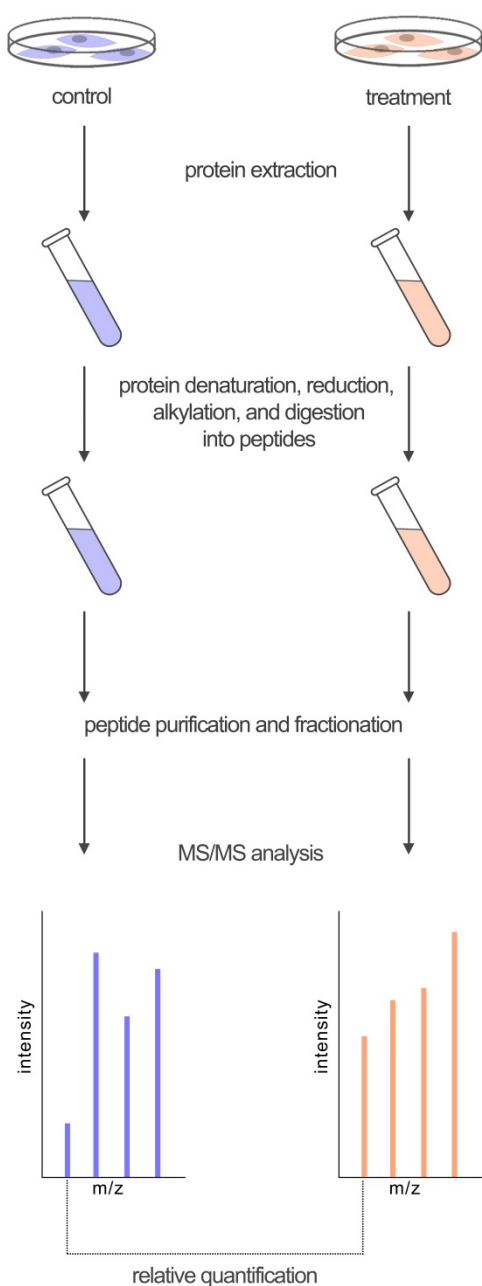 control
treatment
protein extraction
protein denaturation, reduction,
alkylation, and digestion
into peptides
peptide purification and fractionation
MS/MS analysis
intensity
m/z
intensity
m/z
relative quantification